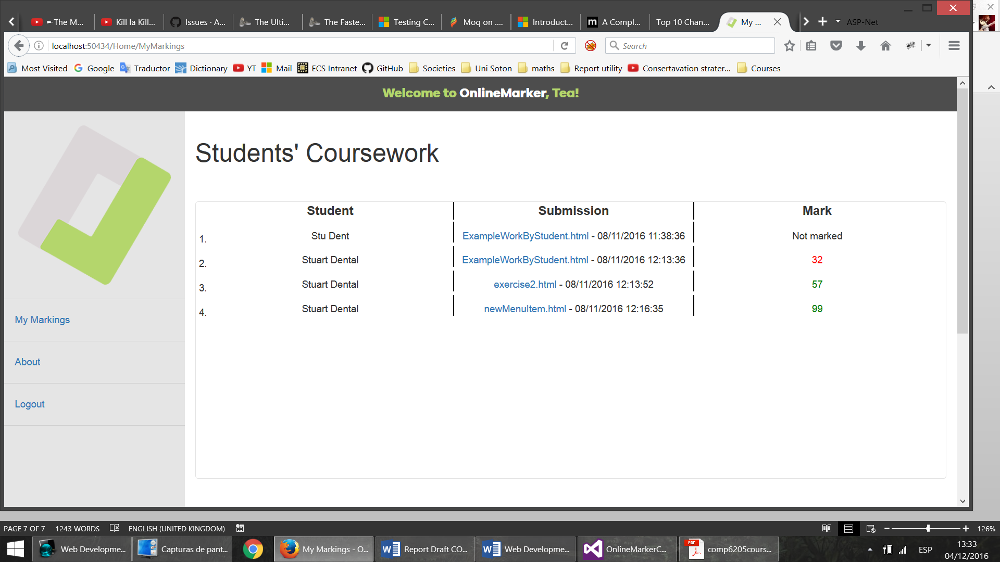 ►The M...
Kill la Kill...
Issues · A...
The Ulti...
The Faste...
Testing C...
Moq on ....
Introduct...
A Compl...
Top 10 Chan...
My ...
ASP-Net
localhost:50434/Home/MyMarkings
Search
Most Visited
Google
Traductor
Dictionary
YT
Mail
ECS Intranet
GitHub
Societies
Uni Soton
maths
Report utility
Consertavation strater...
Courses
Welcome to OnlineMarker, Tea!
My Markings
About
Logout
Students' Coursework
Student Submission Mark
1. Stu Dent ExampleWorkByStudent.html - 08/11/2016 11:38:36 Not marked
2. Stuart Dental ExampleWorkByStudent.html - 08/11/2016 12:13:36 32
3. Stuart Dental exercise2.html - 08/11/2016 12:13:52 57
4. Stuart Dental newMenuItem.html - 08/11/2016 12:16:35 99
PAGE 7 OF 7 1243 WORDS ENGLISH (UNITED KINGDOM) 126%
Web Developme...
Capturas de pant...
My Markings - O...
Report Draft CO...
Web Developme...
OnlineMarkerC...
PDF
comp6205cours...
ESP
13:33
04/12/2016